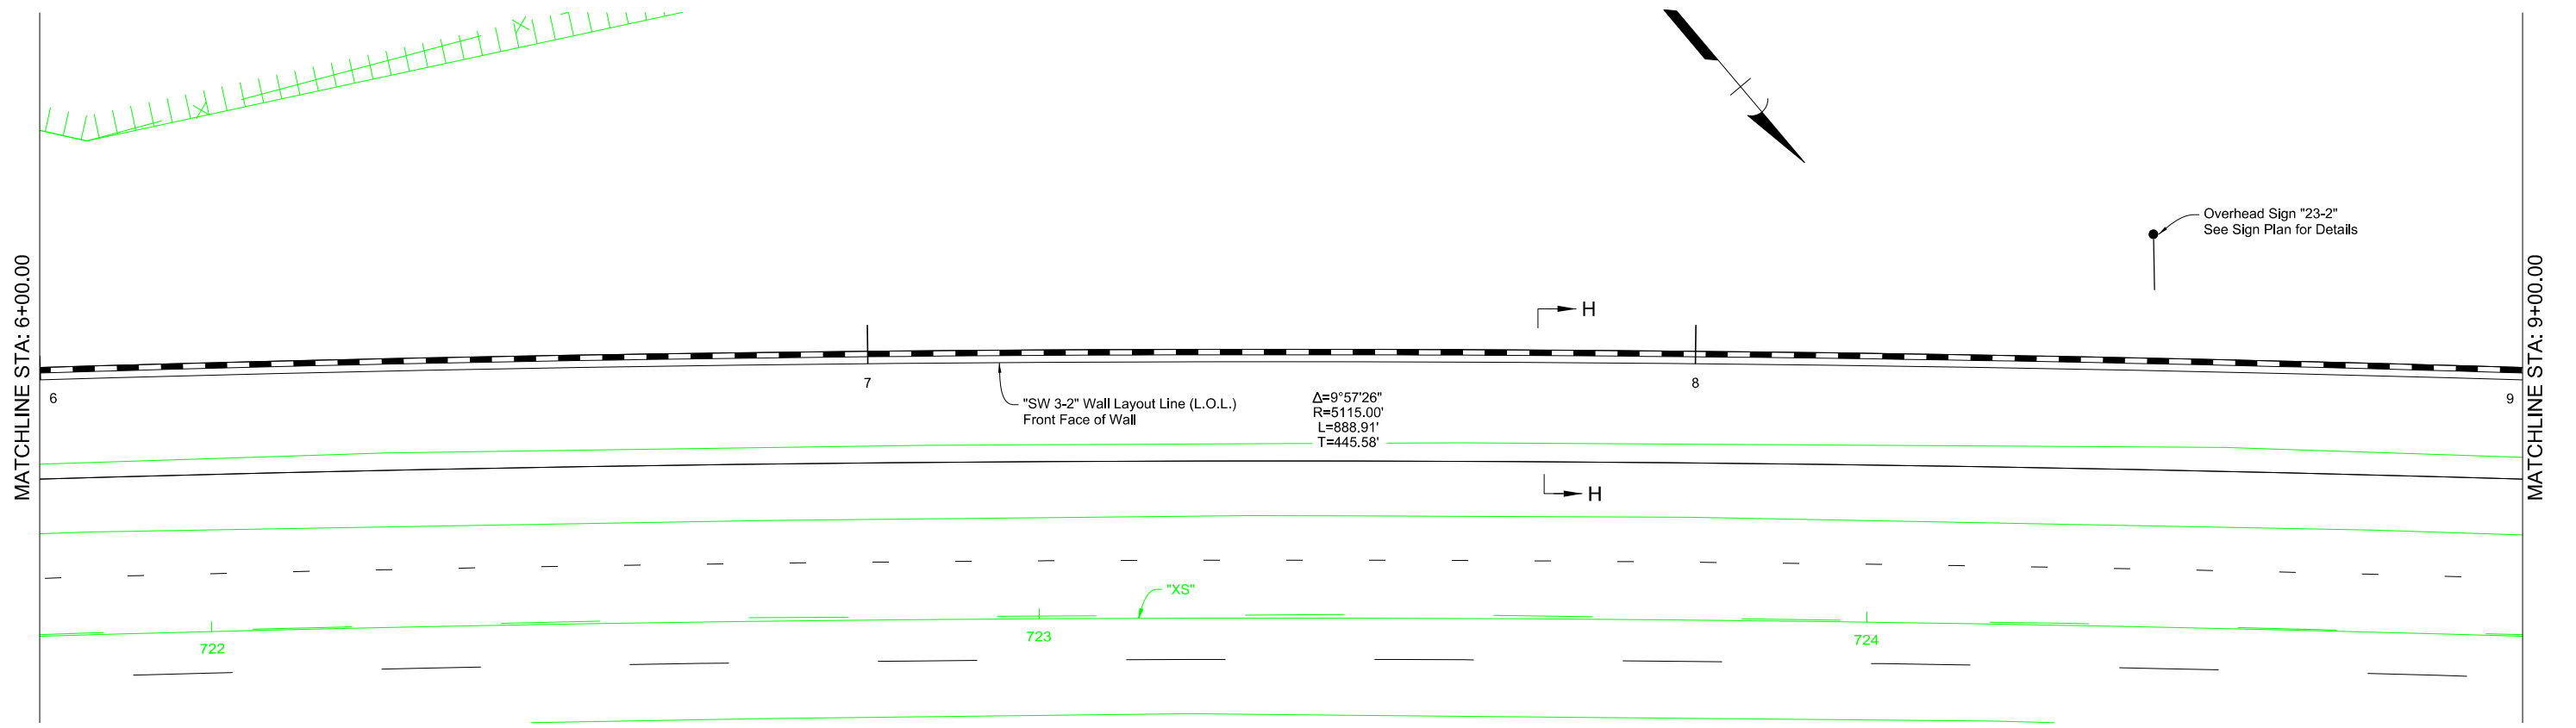 MATCHLINE STA: 6+00.00
Overhead Sign "23-2"
See Sign Plan for Details
MATCHLINE STA: 9+00.00
H
6
7
8
9
"SW 3-2" Wall Layout Line (L.O.L.)
Front Face of Wall
Δ=9°57'26"
R=5115.00'
L=888.91'
T=445.58'
H
"XS"
722
723
724